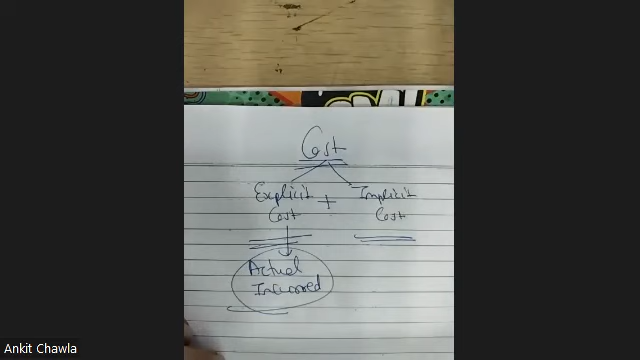 Cost
Explicit + Implicit
Cost Cost
Actual
Incurred
Ankit Chawla